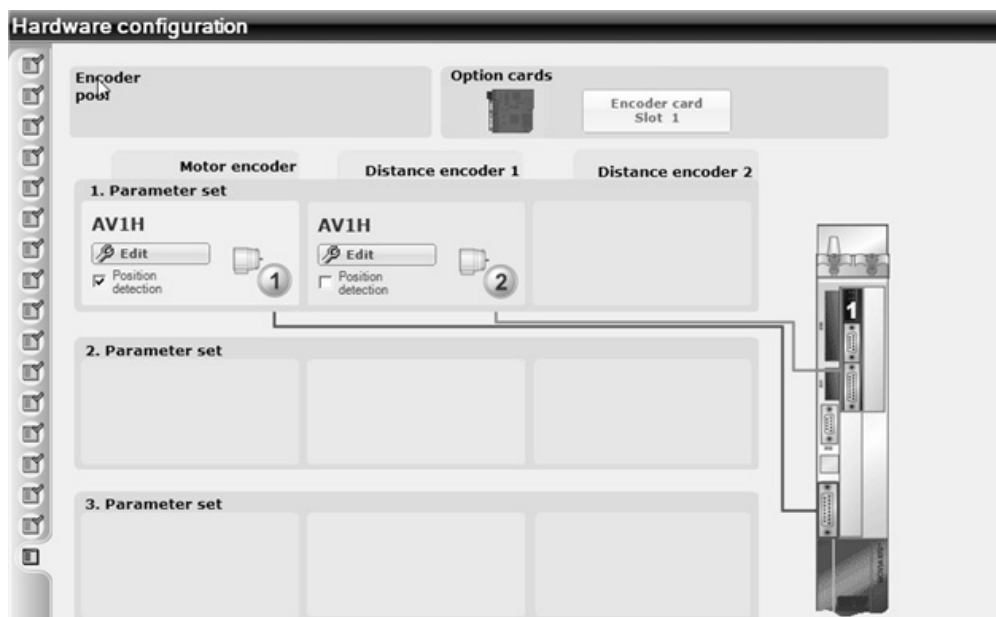 Hardware configuration
Encoder
pool
Option cards
Encoder card
Slot 1
Motor encoder
Distance encoder 1
Distance encoder 2
1. Parameter set
AV1H
Edit
Position
detection
1
AV1H
Edit
Position
detection
2
1
2. Parameter set
3. Parameter set